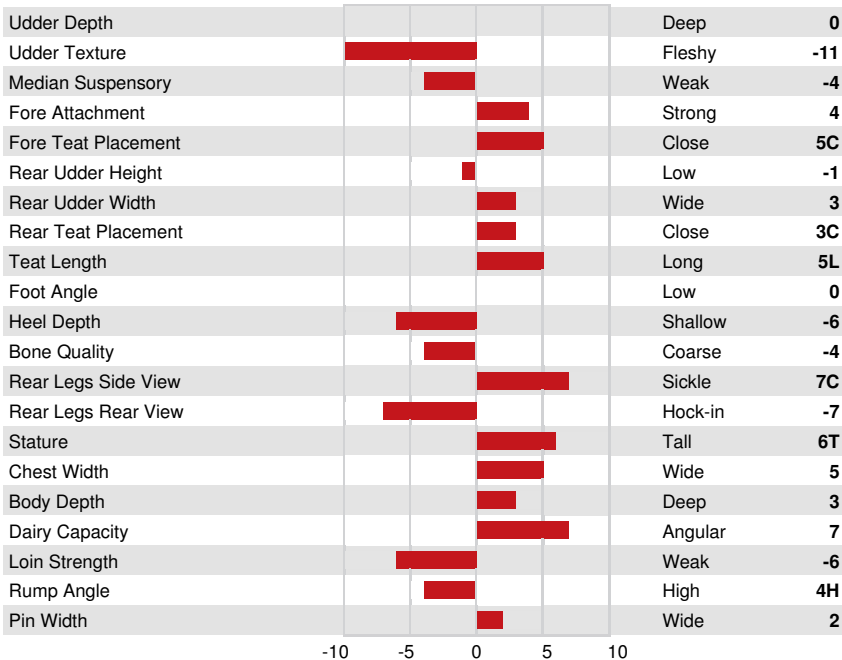 Udder Depth Deep 0
Udder Texture Fleshy -11
Median Suspensory Weak -4
Fore Attachment Strong 4
Fore Teat Placement Close 5C
Rear Udder Height Low -1
Rear Udder Width Wide 3
Rear Teat Placement Close 3C
Teat Length Long 5L
Foot Angle Low 0
Heel Depth Shallow -6
Bone Quality Coarse -4
Rear Legs Side View Sickle 7C
Rear Legs Rear View Hock-in -7
Stature Tall 6T
Chest Width Wide 5
Body Depth Deep 3
Dairy Capacity Angular 7
Loin Strength Weak -6
Rump Angle High 4H
Pin Width Wide 2
-10 -5 0 5 10